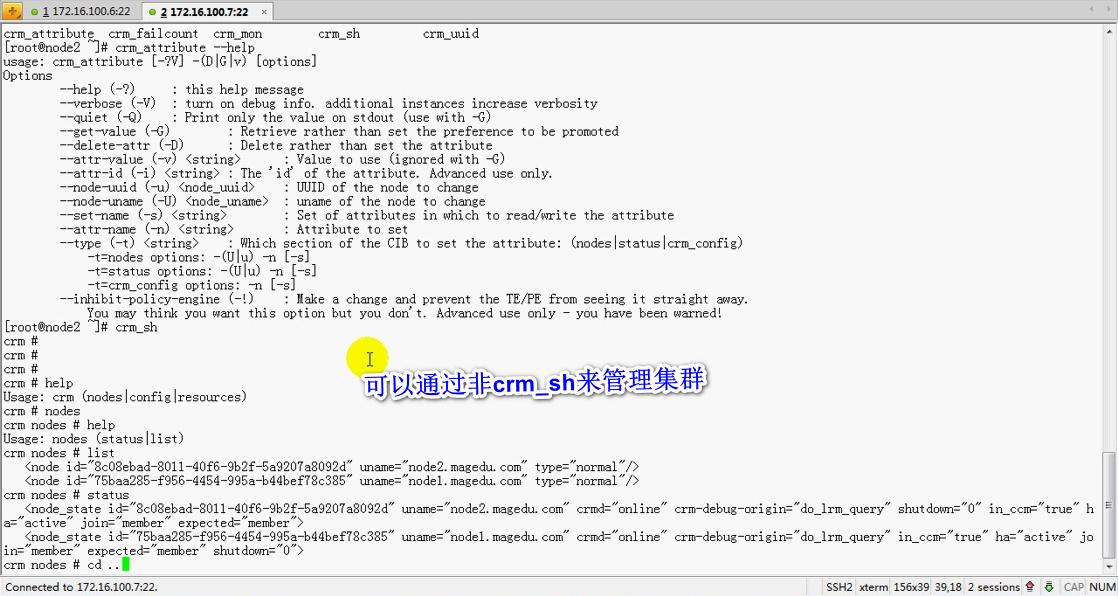 1 172.16.100.6:22
2 172.16.100.7:22 ×
crm_attribute crm_failcount crm_mon crm_sh crm_uuid
[root@node2 ~]# crm_attribute --help
usage: crm_attribute [-?V] -(D|G|v) [options]
Options
--help (-?) : this help message
--verbose (-V) : turn on debug info. additional instances increase verbosity
--quiet (-Q) : Print only the value on stdout (use with -G)
--get-value (-G) : Retrieve rather than set the preference to be promoted
--delete-attr (-D) : Delete rather than set the attribute
--attr-value (-v) <string> : Value to use (ignored with -G)
--attr-id (-i) <string> : The 'id' of the attribute. Advanced use only.
--node-uuid (-u) <node_uuid> : UUID of the node to change
--node-uname (-U) <node_uname> : uname of the node to change
--set-name (-s) <string> : Set of attributes in which to read/write the attribute
--attr-name (-n) <string> : Attribute to set
--type (-t) <string> : Which section of the CIB to set the attribute: (nodes|status|crm_config)
-t=nodes options: -(U|u) -n [-s]
-t=status options: -(U|u) -n [-s]
-t=crm_config options: -n [-s]
--inhibit-policy-engine (-!) : Make a change and prevent the TE/PE from seeing it straight away.
You may think you want this option but you don't. Advanced use only - you have been warned!
[root@node2 ~]# crm_sh
crm #
crm #
crm #
可以通过非crm_sh来管理集群
crm # help
Usage: crm (nodes|config|resources)
crm # nodes
crm nodes # help
Usage: nodes (status|list)
crm nodes # list
<node id="8c08ebad-8011-40f6-9b2f-5a9207a8092d" uname="node2.magedu.com" type="normal"/>
<node id="75baa285-f956-4454-995a-b44bef78c385" uname="node1.magedu.com" type="normal"/>
crm nodes # status
<node_state id="8c08ebad-8011-40f6-9b2f-5a9207a8092d" uname="node2.magedu.com" crmd="online" crm-debug-origin="do_lrm_query" shutdown="0" in_ccm="true" h
a="active" join="member" expected="member">
<node_state id="75baa285-f956-4454-995a-b44bef78c385" uname="node1.magedu.com" crmd="online" crm-debug-origin="do_lrm_query" in_ccm="true" ha="active" jo
in="member" expected="member" shutdown="0">
crm nodes # cd ..
Connected to 172.16.100.7:22. SSH2 xterm 156x39 39,18 2 sessions CAP NUM